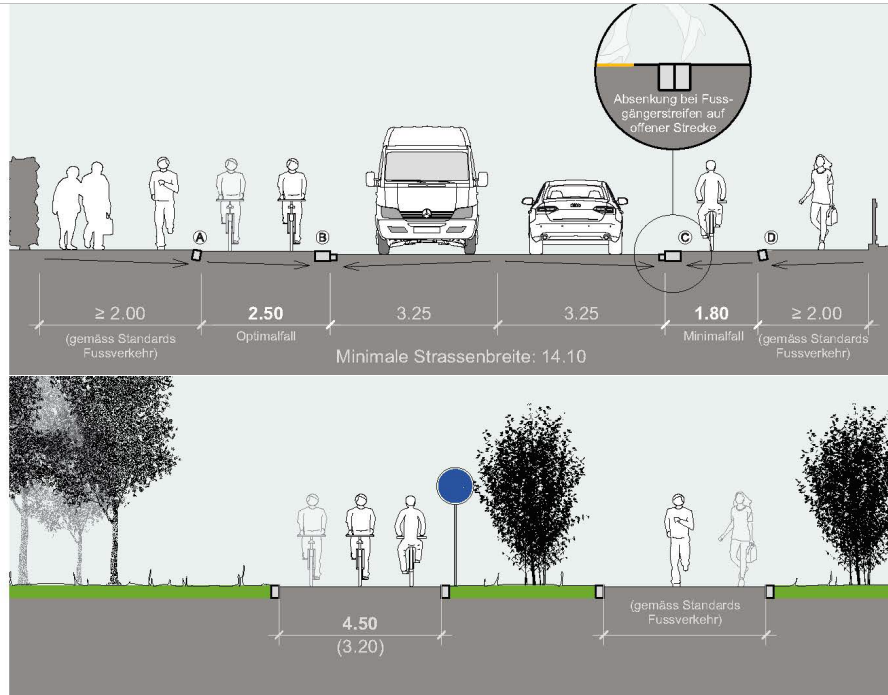 Absenkung bei Fuss-
gängerstreifen auf
offener Strecke
A
B
C
D
≥ 2.00
(gemäss Standards
Fussverkehr)
2.50
Optimalfall
3.25
3.25
1.80
Minimalfall
≥ 2.00
(gemäss Standards
Fussverkehr)
Minimale Strassenbreite: 14.10
4.50
(3.20)
(gemäss Standards
Fussverkehr)